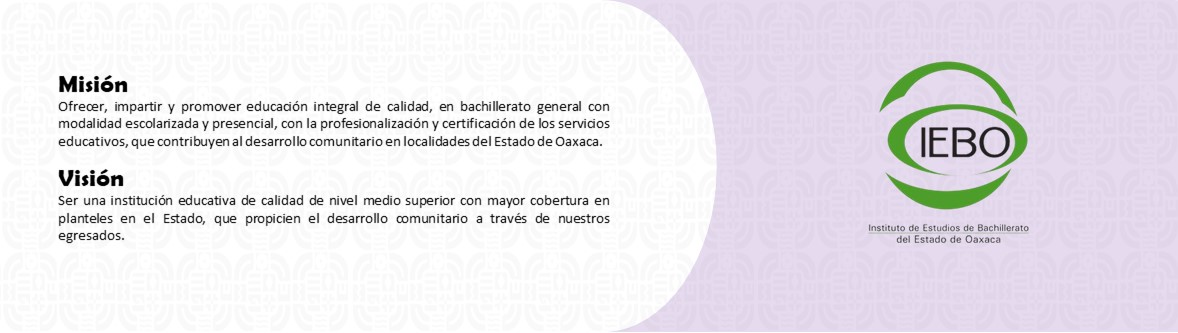 Misión
Ofrecer, impartir y promover educación integral de calidad, en bachillerato general con
modalidad escolarizada y presencial, con la profesionalización y certificación de los servicios
educativos, que contribuyen al desarrollo comunitario en localidades del Estado de Oaxaca.
Visión
Ser una institución educativa de calidad de nivel medio superior con mayor cobertura en
planteles en el Estado, que propicien el desarrollo comunitario a través de nuestros
egresados.
IEBO
Instituto de Estudios de Bachillerato
del Estado de Oaxaca